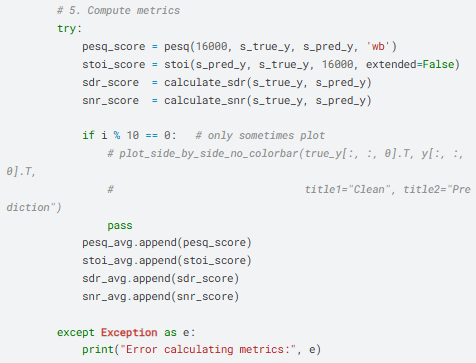 # 5. Compute metrics
try:
pesq_score = pesq(16000, s_true_y, s_pred_y, 'wb')
stoi_score = stoi(s_pred_y, s_true_y, 16000, extended=False)
sdr_score  = calculate_sdr(s_true_y, s_pred_y)
snr_score  = calculate_snr(s_true_y, s_pred_y)
if i % 10 == 0:   # only sometimes plot
# plot_side_by_side_no_colorbar(true_y[:, :, 0].T, y[:, :,
0].T,
#                             title1="Clean", title2="Pre
diction")
pass
pesq_avg.append(pesq_score)
stoi_avg.append(stoi_score)
sdr_avg.append(sdr_score)
snr_avg.append(snr_score)
except Exception as e:
print("Error calculating metrics:", e)